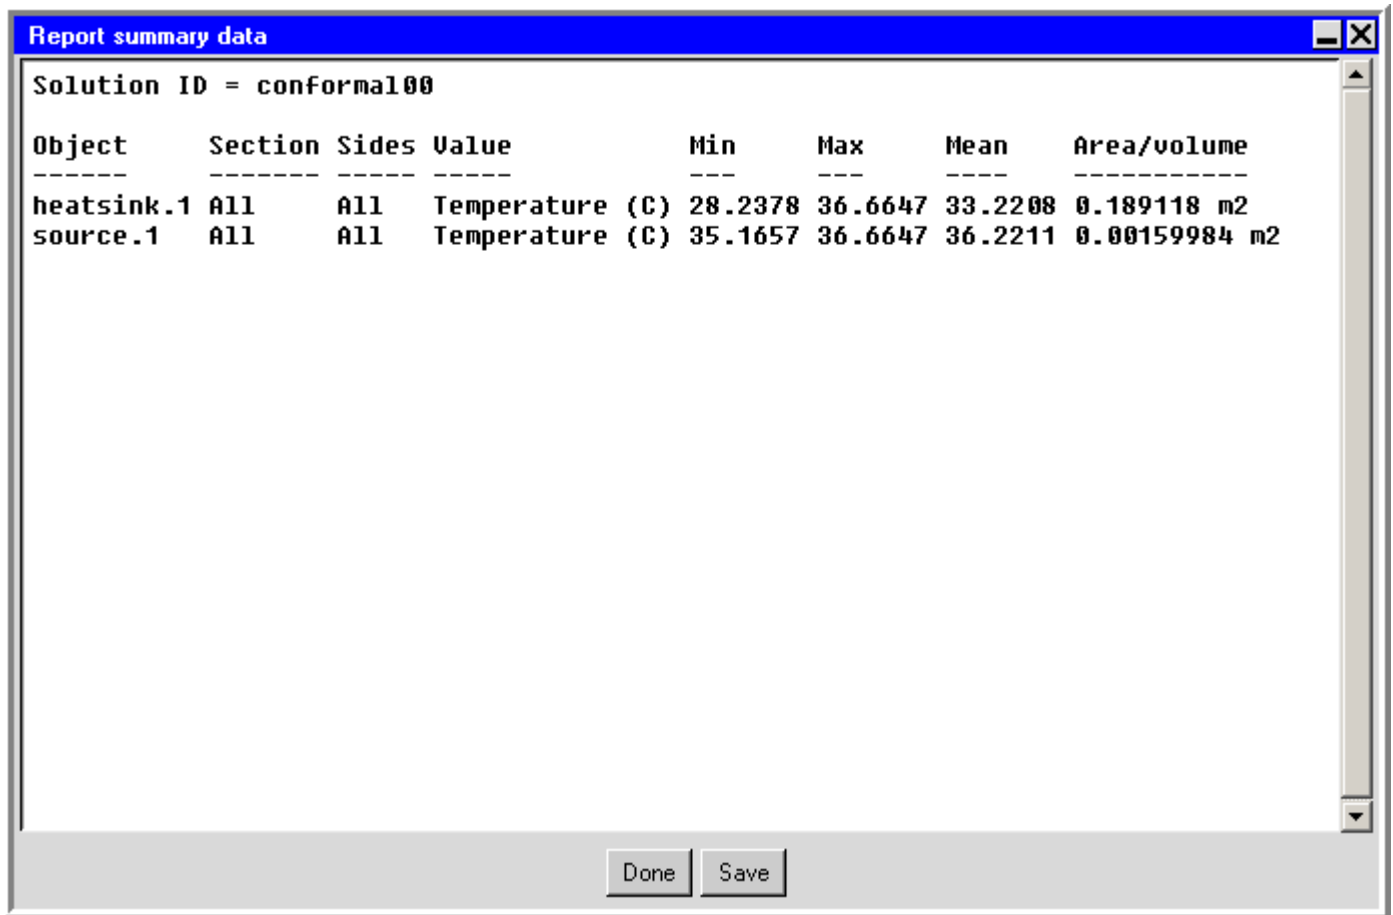 Report summary data
Solution ID = conformal00
Object Section Sides Value Min Max Mean Area/volume
------ ------- ----- ----- --- --- ---- -----------
heatsink.1 All All Temperature (C) 28.2378 36.6647 33.2208 0.189118 m2
source.1 All All Temperature (C) 35.1657 36.6647 36.2211 0.00159984 m2
Done Save